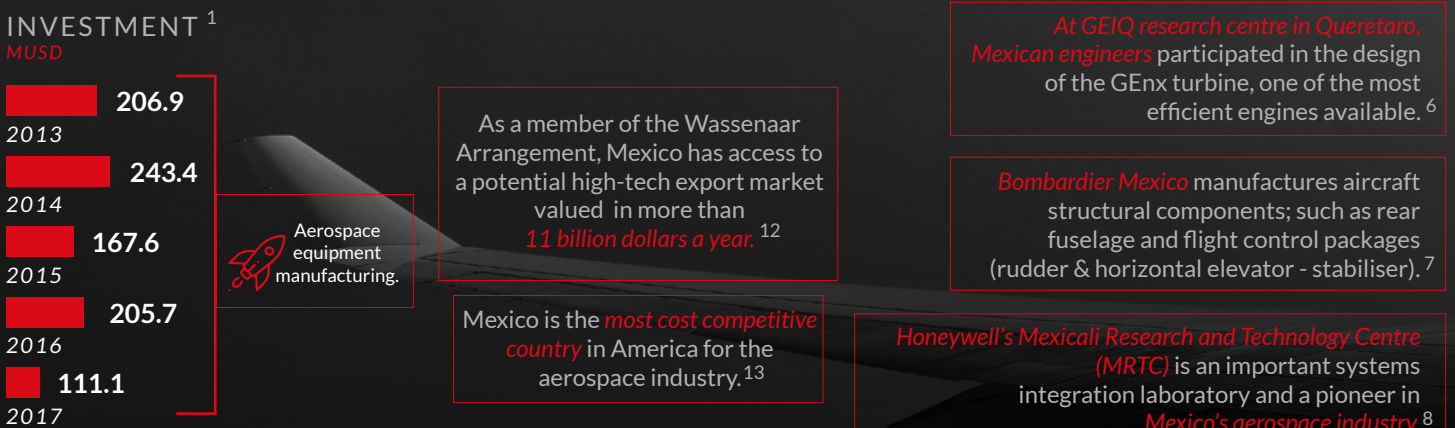 INVESTMENT 1
MUSD
206.9
2013
243.4
2014
167.6
2015
205.7
2016
111.1
2017
Aerospace
equipment
manufacturing.
As a member of the Wassenaar
Arrangement, Mexico has access to
a potential high-tech export market
valued in more than
11 billion dollars a year. 12
Mexico is the most cost competitive
country in America for the
aerospace industry. 13
At GEIQ research centre in Queretaro,
Mexican engineers participated in the design
of the GEnx turbine, one of the most
efficient engines available. 6
Bombardier Mexico manufactures aircraft
structural components; such as rear
fuselage and flight control packages
(rudder & horizontal elevator - stabiliser). 7
Honeywell's Mexicali Research and Technology Centre
(MRTC) is an important systems
integration laboratory and a pioneer in
Mexico's aerospace industry 8